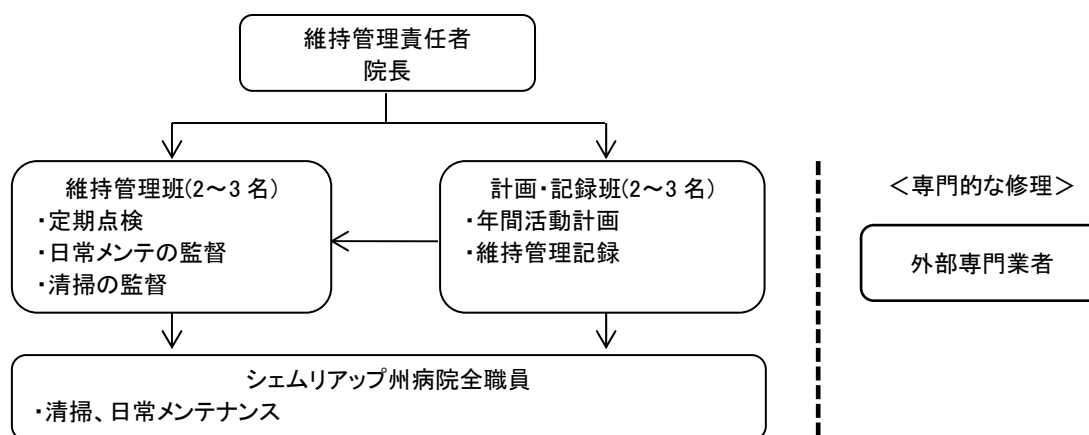 維持管理責任者
院長
維持管理班(2～3 名)
・定期点検
・日常メンテの監督
・清掃の監督
計画・記録班(2～3 名)
・年間活動計画
・維持管理記録
＜専門的な修理＞
外部専門業者
シェムリアップ州病院全職員
・清掃、日常メンテナンス